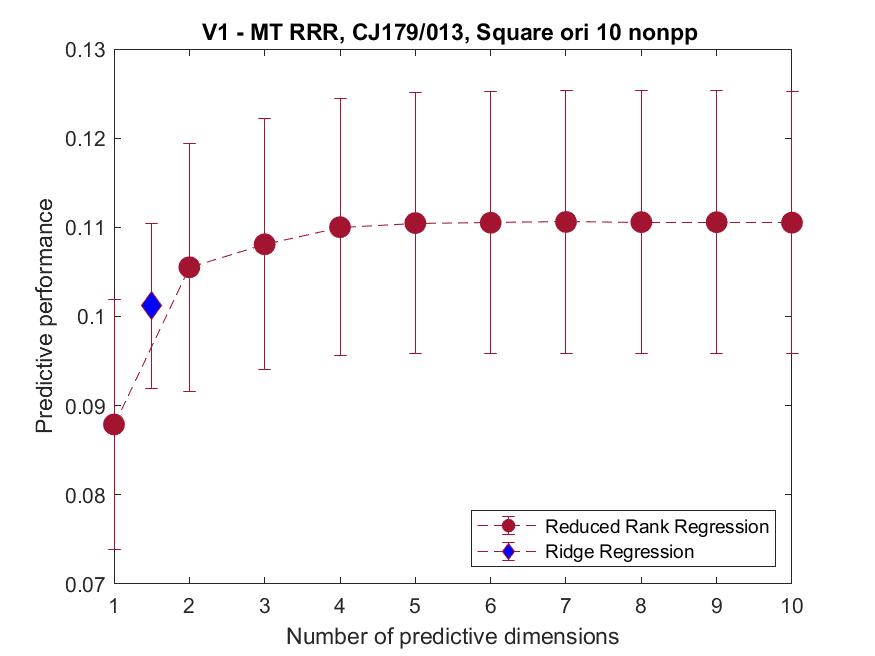 V1 - MT RRR, CJ179/013, Square ori 10 nonpp
0.13
0.12
0.11
0.1
0.09
0.08
0.07
Predictive performance
Reduced Rank Regression
Ridge Regression
1 2 3 4 5 6 7 8 9 10
Number of predictive dimensions